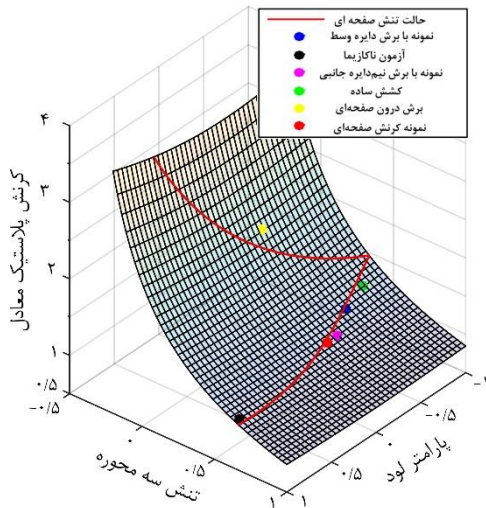 حالت تنش صفحه ای
نمونه با برش دایره وسط
آزمون ناکازیما
نمونه با برش نیم‌دایره جانبی
کشش ساده
برش درون صفحه‌ای
نمونه کرنش صفحه‌ای
۴
۳
۲
۱
۰/۵
کرنش پلاستیک معادل
-۰/۵
۰
۰/۵
۱
تنش سه محوره
۱
۰/۵
۰
-۰/۵
-۱
پارامتر لود